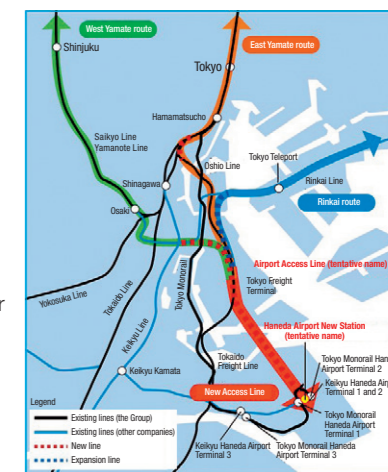 West Yamate route
East Yamate route
Shinjuku
Tokyo
Hamamatsucho
Saikyo Line
Yamanote Line
Oshio Line
Tokyo Teleport
Shinagawa
Rinkai Line
Osaki
Rinkai route
Airport Access Line (tentative name)
Tokyo Monorail
Tokyo Freight
Terminal
Yokosuka Line
Tokaido Line
Keikyu Line
Haneda Airport New Station
(tentative name)
Tokaido
Freight Line
Tokyo Monorail Han
Airport Terminal 2
Keikyu Kamata
Keikyu Haneda Air
Terminal 1 and 2
New Access Line
Tokyo Monorail
Haneda Airport
Terminal 1
Legend
Existing lines (the Group)
Existing lines (other companies)
New line
Expansion line
Keikyu Haneda Airport
Terminal 3
Tokyo Monorail Haneda
Airport Terminal 3